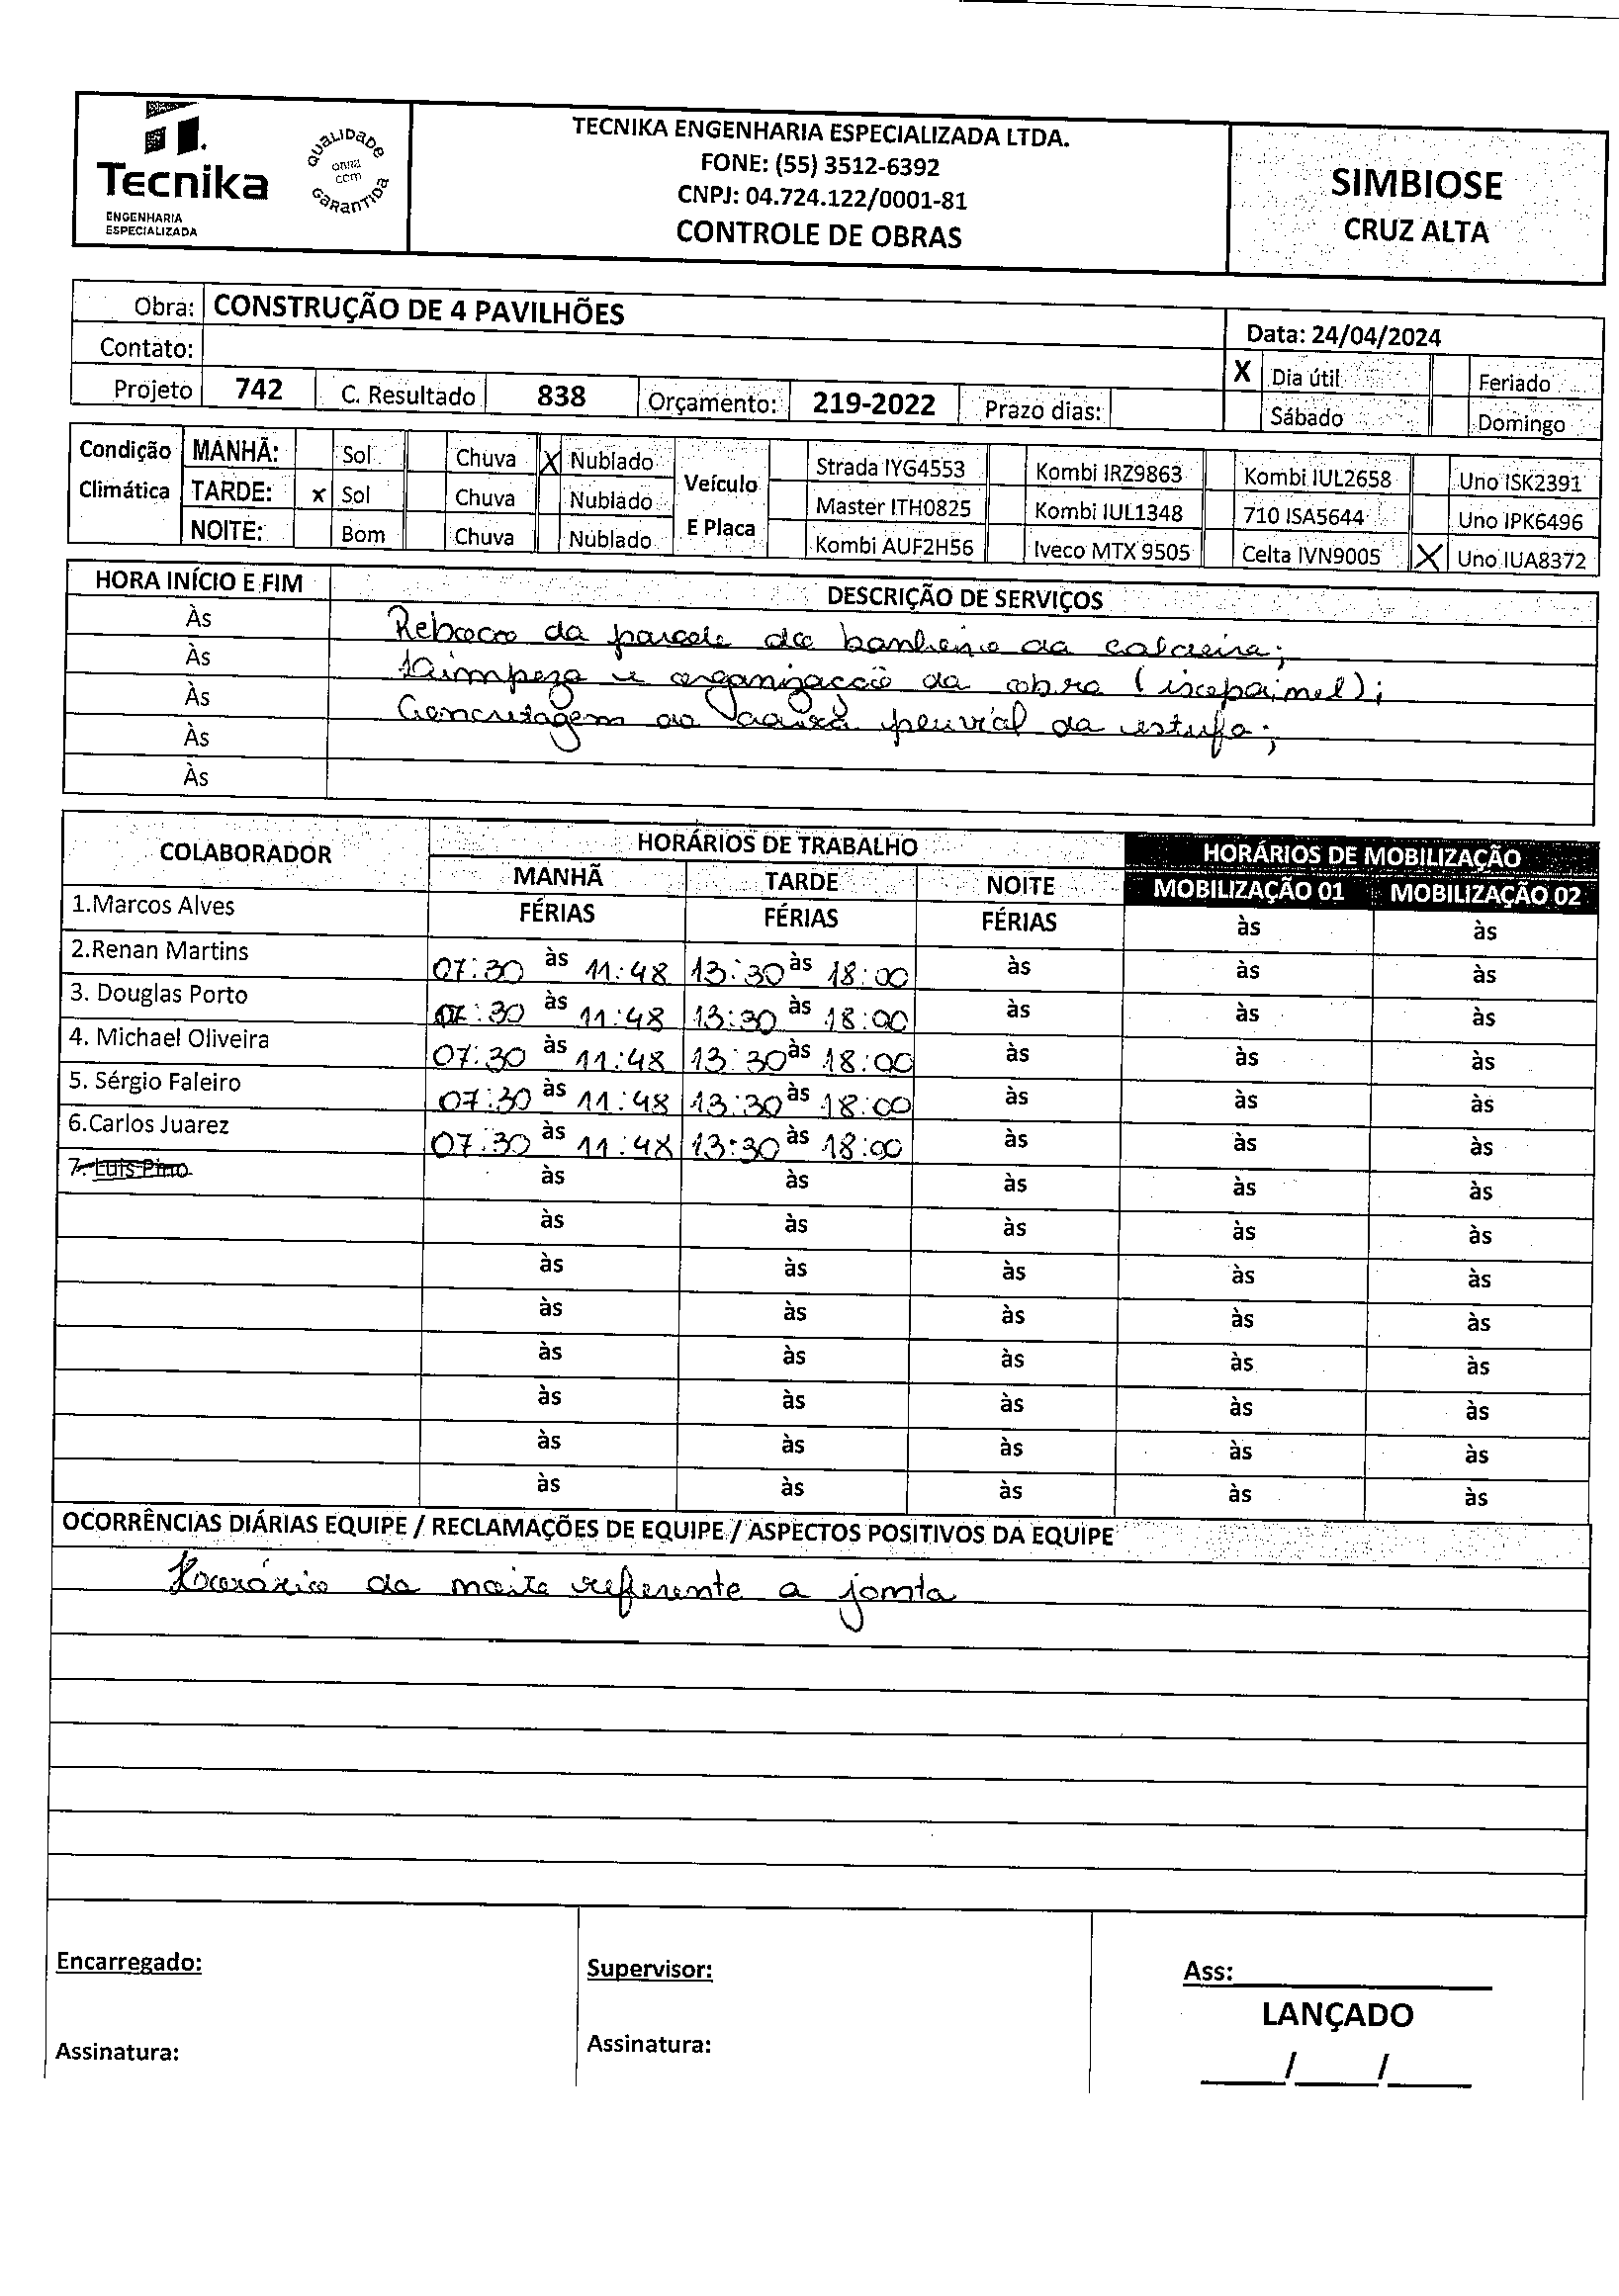 Tecnika
ENGENHARIA
ESPECIALIZADA
QUALIDADE
OBRA
COM
GARANTIDA
TECNIKA ENGENHARIA ESPECIALIZADA LTDA.
FONE: (55) 3512-6392
CNPJ: 04.724.122/0001-81
CONTROLE DE OBRAS
SIMBIOSE
CRUZ ALTA
Obra: CONSTRUÇÃO DE 4 PAVILHÕES
Data: 24/04/2024
Contato:
X Dia útil Feriado
Projeto 742 C. Resultado 838 Orçamento: 219-2022 Prazo dias:
Sábado Domingo
Condição Climática
MANHÃ: Sol Chuva X Nublado
TARDE: x Sol Chuva Nublado
NOITE: Bom Chuva Nublado
Veículo E Placa
Strada IYG4553 Kombi IRZ9863 Kombi IUL2658 Uno ISK2391
Master ITH0825 Kombi IUL1348 710 ISA5644 Uno IPK6496
Kombi AUF2H56 Iveco MTX 9505 Celta IVN9005 X Uno IUA8372
HORA INÍCIO E FIM DESCRIÇÃO DE SERVIÇOS
Às Reboco da parede do banheiro da caldeira;
Às Limpeza e organização da obra (isopainel);
Às Concretagem da caixa pluvial da estufa;
Às
Às
COLABORADOR HORÁRIOS DE TRABALHO HORÁRIOS DE MOBILIZAÇÃO
MANHÃ TARDE NOITE MOBILIZAÇÃO 01 MOBILIZAÇÃO 02
1.Marcos Alves FÉRIAS FÉRIAS FÉRIAS às às
2.Renan Martins 07:30 às 11:48 13:30 às 18:00 às às às
3. Douglas Porto 07:30 às 11:48 13:30 às 18:00 às às às
4. Michael Oliveira 07:30 às 11:48 13:30 às 18:00 às às às
5. Sérgio Faleiro 07:30 às 11:48 13:30 às 18:00 às às às
6.Carlos Juarez 07:30 às 11:48 13:30 às 18:00 às às às
7. Luis às às às às às
às às às às às
às às às às às
às às às às às
às às às às às
às às às às às
às às às às às
às às às às às
OCORRÊNCIAS DIÁRIAS EQUIPE / RECLAMAÇÕES DE EQUIPE / ASPECTOS POSITIVOS DA EQUIPE
Horário da noite referente a janta
Encarregado:
Supervisor:
Ass:
LANÇADO
Assinatura:
Assinatura:
____/____/____